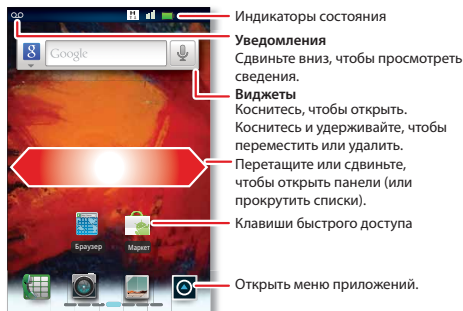 Индикаторы состояния
Уведомления
Сдвиньте вниз, чтобы просмотреть
сведения.
Google
Виджеты
Коснитесь, чтобы открыть.
Коснитесь и удерживайте, чтобы
переместить или удалить.
Перетащите или сдвиньте,
чтобы открыть панели (или
прокрутить списки).
Клавиши быстрого доступа
Браузер
Маркет
Открыть меню приложений.